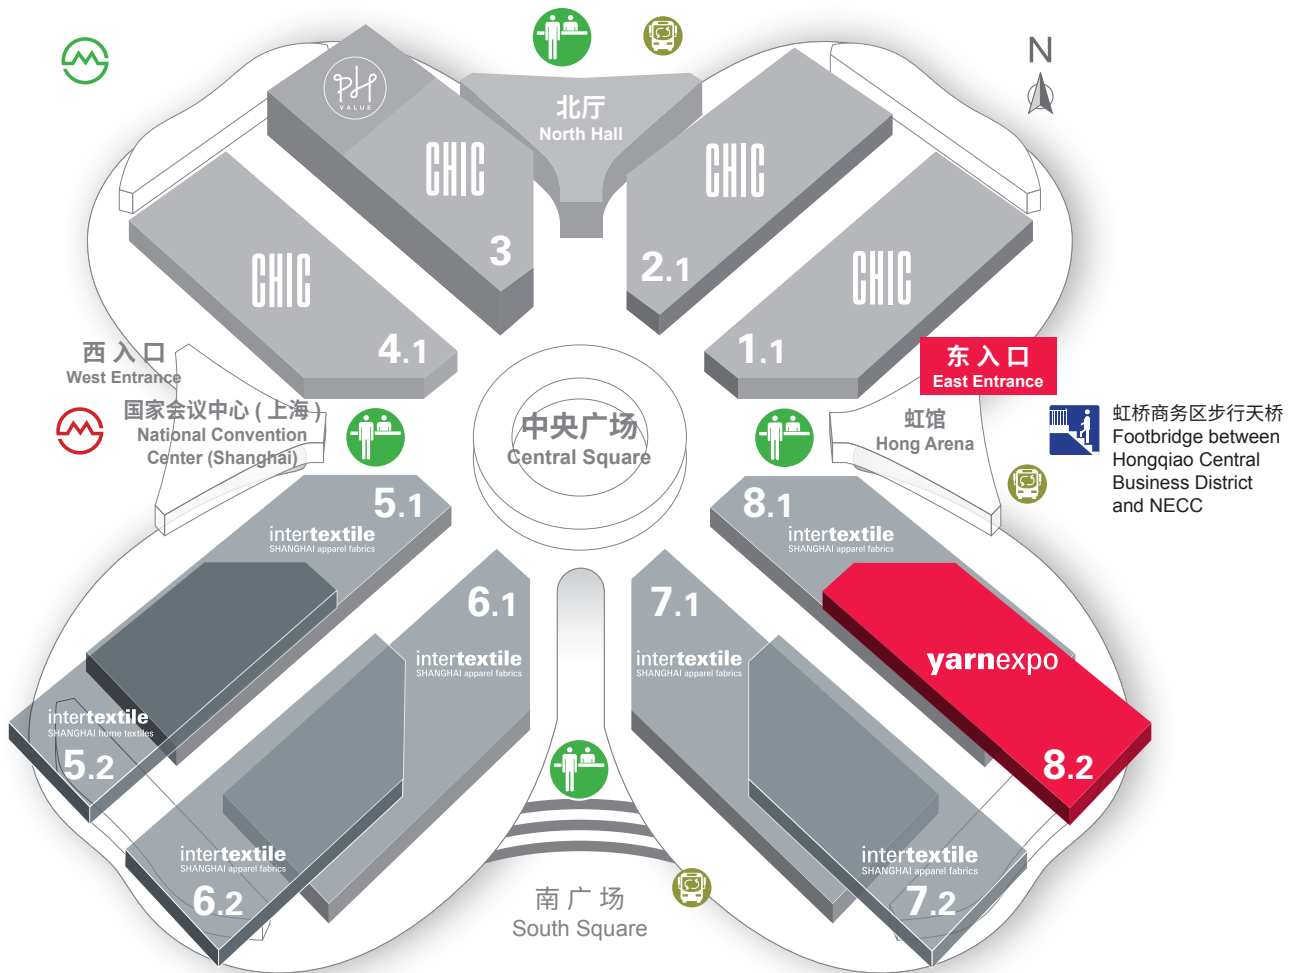 N
PH
VALUE
北厅
North Hall
CHIC
3
CHIC
2.1
CHIC
4.1
CHIC
1.1
西入口
West Entrance
国家会议中心 ( 上海 )
National Convention
Center (Shanghai)
中央广场
Central Square
东入口
East Entrance
虹馆
Hong Arena
虹桥商务区步行天桥
Footbridge between
Hongqiao Central
Business District
and NECC
5.1
intertextile
SHANGHAI apparel fabrics
8.1
intertextile
SHANGHAI apparel fabrics
6.1
intertextile
SHANGHAI apparel fabrics
7.1
intertextile
SHANGHAI apparel fabrics
yarnexpo
8.2
intertextile
SHANGHAI home textiles
5.2
intertextile
SHANGHAI apparel fabrics
6.2
intertextile
SHANGHAI apparel fabrics
7.2
南广场
South Square